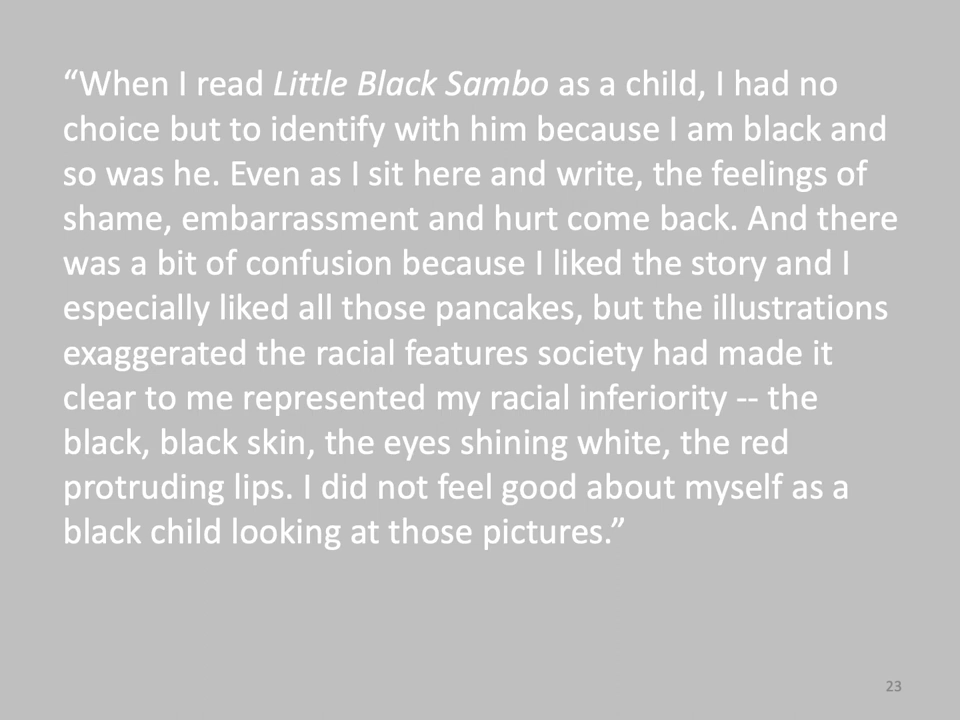 “When I read Little Black Sambo as a child, I had no
choice but to identify with him because I am black and
so was he. Even as I sit here and write, the feelings of
shame, embarrassment and hurt come back. And there
was a bit of confusion because I liked the story and I
especially liked all those pancakes, but the illustrations
exaggerated the racial features society had made it
clear to me represented my racial inferiority -- the
black, black skin, the eyes shining white, the red
protruding lips. I did not feel good about myself as a
black child looking at those pictures.”
23